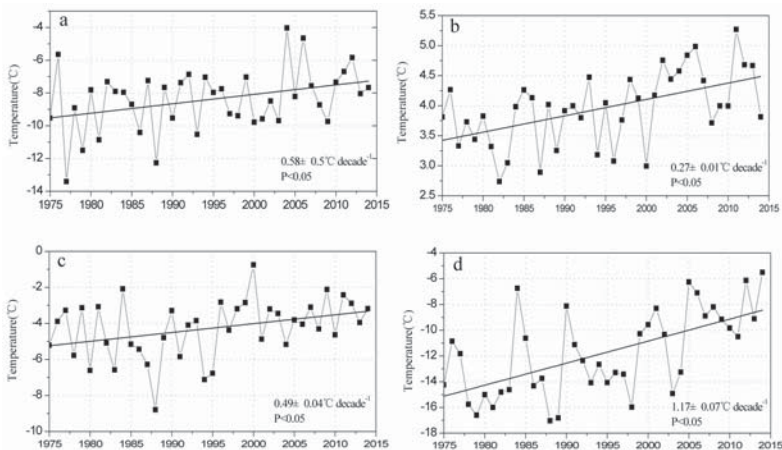 a
-4
-6
-8
-10
-12
-14
Temperature(℃)
0.58± 0.5℃ decade⁻¹
P<0.05
1975 1980 1985 1990 1995 2000 2005 2010 2015
b
5.5
5.0
4.5
4.0
3.5
3.0
2.5
Temperature(℃)
0.27± 0.01℃ decade⁻¹
P<0.05
1975 1980 1985 1990 1995 2000 2005 2010 2015
c
0
-2
-4
-6
-8
-10
Temperature(℃)
0.49± 0.04℃ decade⁻¹
P<0.05
1975 1980 1985 1990 1995 2000 2005 2010 2015
d
-4
-6
-8
-10
-12
-14
-16
-18
Temperature(℃)
1.17± 0.07℃ decade⁻¹
P<0.05
1975 1980 1985 1990 1995 2000 2005 2010 2015